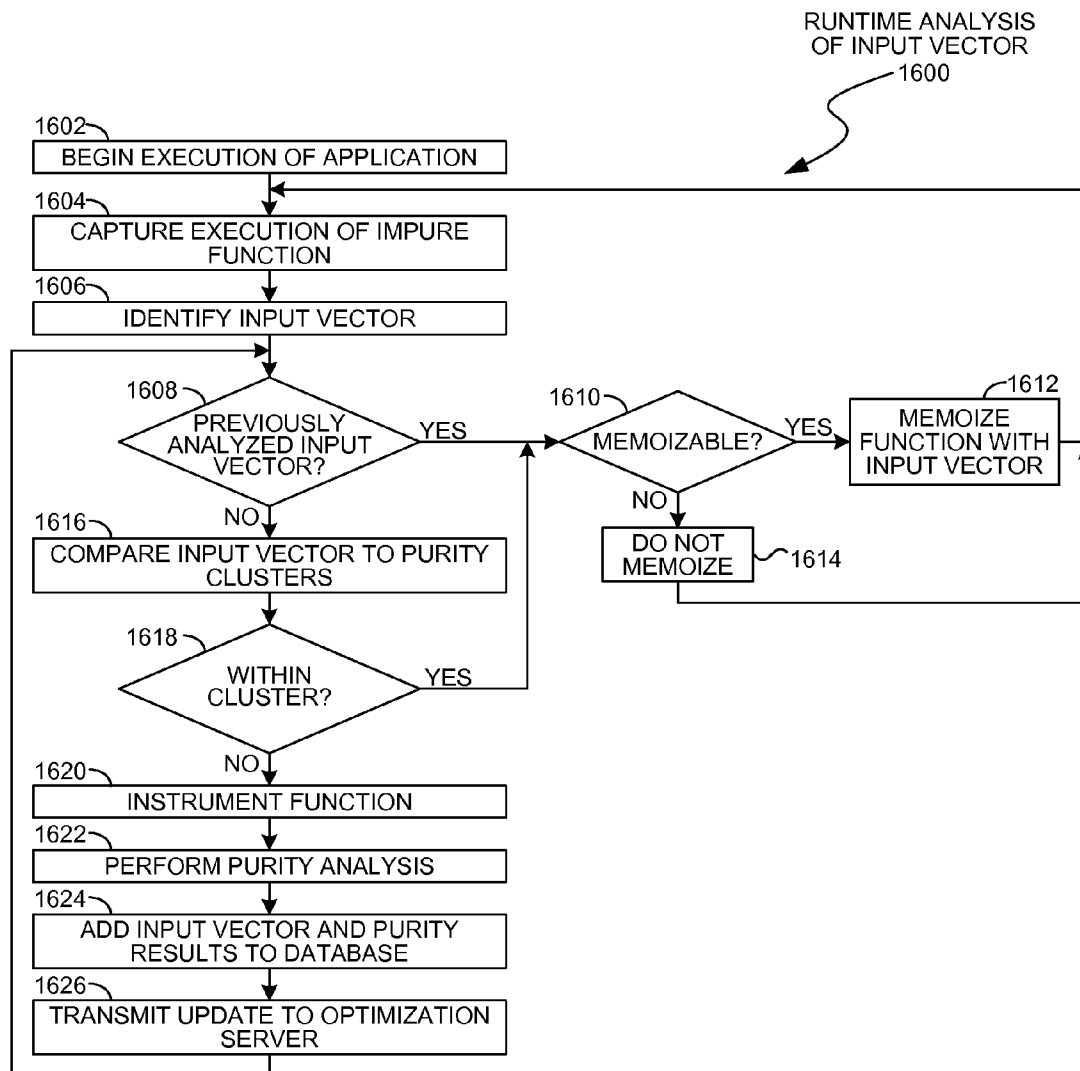 RUNTIME ANALYSIS
OF INPUT VECTOR
1600
1602
BEGIN EXECUTION OF APPLICATION
1604
CAPTURE EXECUTION OF IMPURE
FUNCTION
1606
IDENTIFY INPUT VECTOR
1608
PREVIOUSLY
ANALYZED INPUT
VECTOR?
YES
NO
1610
MEMOIZABLE?
YES
NO
1612
MEMOIZE
FUNCTION WITH
INPUT VECTOR
DO NOT
MEMOIZE
1614
1616
COMPARE INPUT VECTOR TO PURITY
CLUSTERS
1618
WITHIN
CLUSTER?
YES
NO
1620
INSTRUMENT FUNCTION
1622
PERFORM PURITY ANALYSIS
1624
ADD INPUT VECTOR AND PURITY
RESULTS TO DATABASE
1626
TRANSMIT UPDATE TO OPTIMIZATION
SERVER